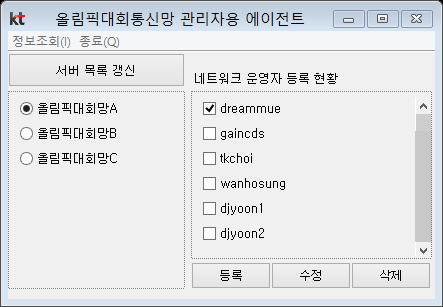 kt 올림픽대회통신망 관리자용 에이전트
정보조회(I) 종료(Q)
서버 목록 갱신
네트워크 운영자 등록 현황
올림픽대회망A
올림픽대회망B
올림픽대회망C
dreammue
gaincds
tkchoi
wanhosung
djyoon1
djyoon2
등록 수정 삭제